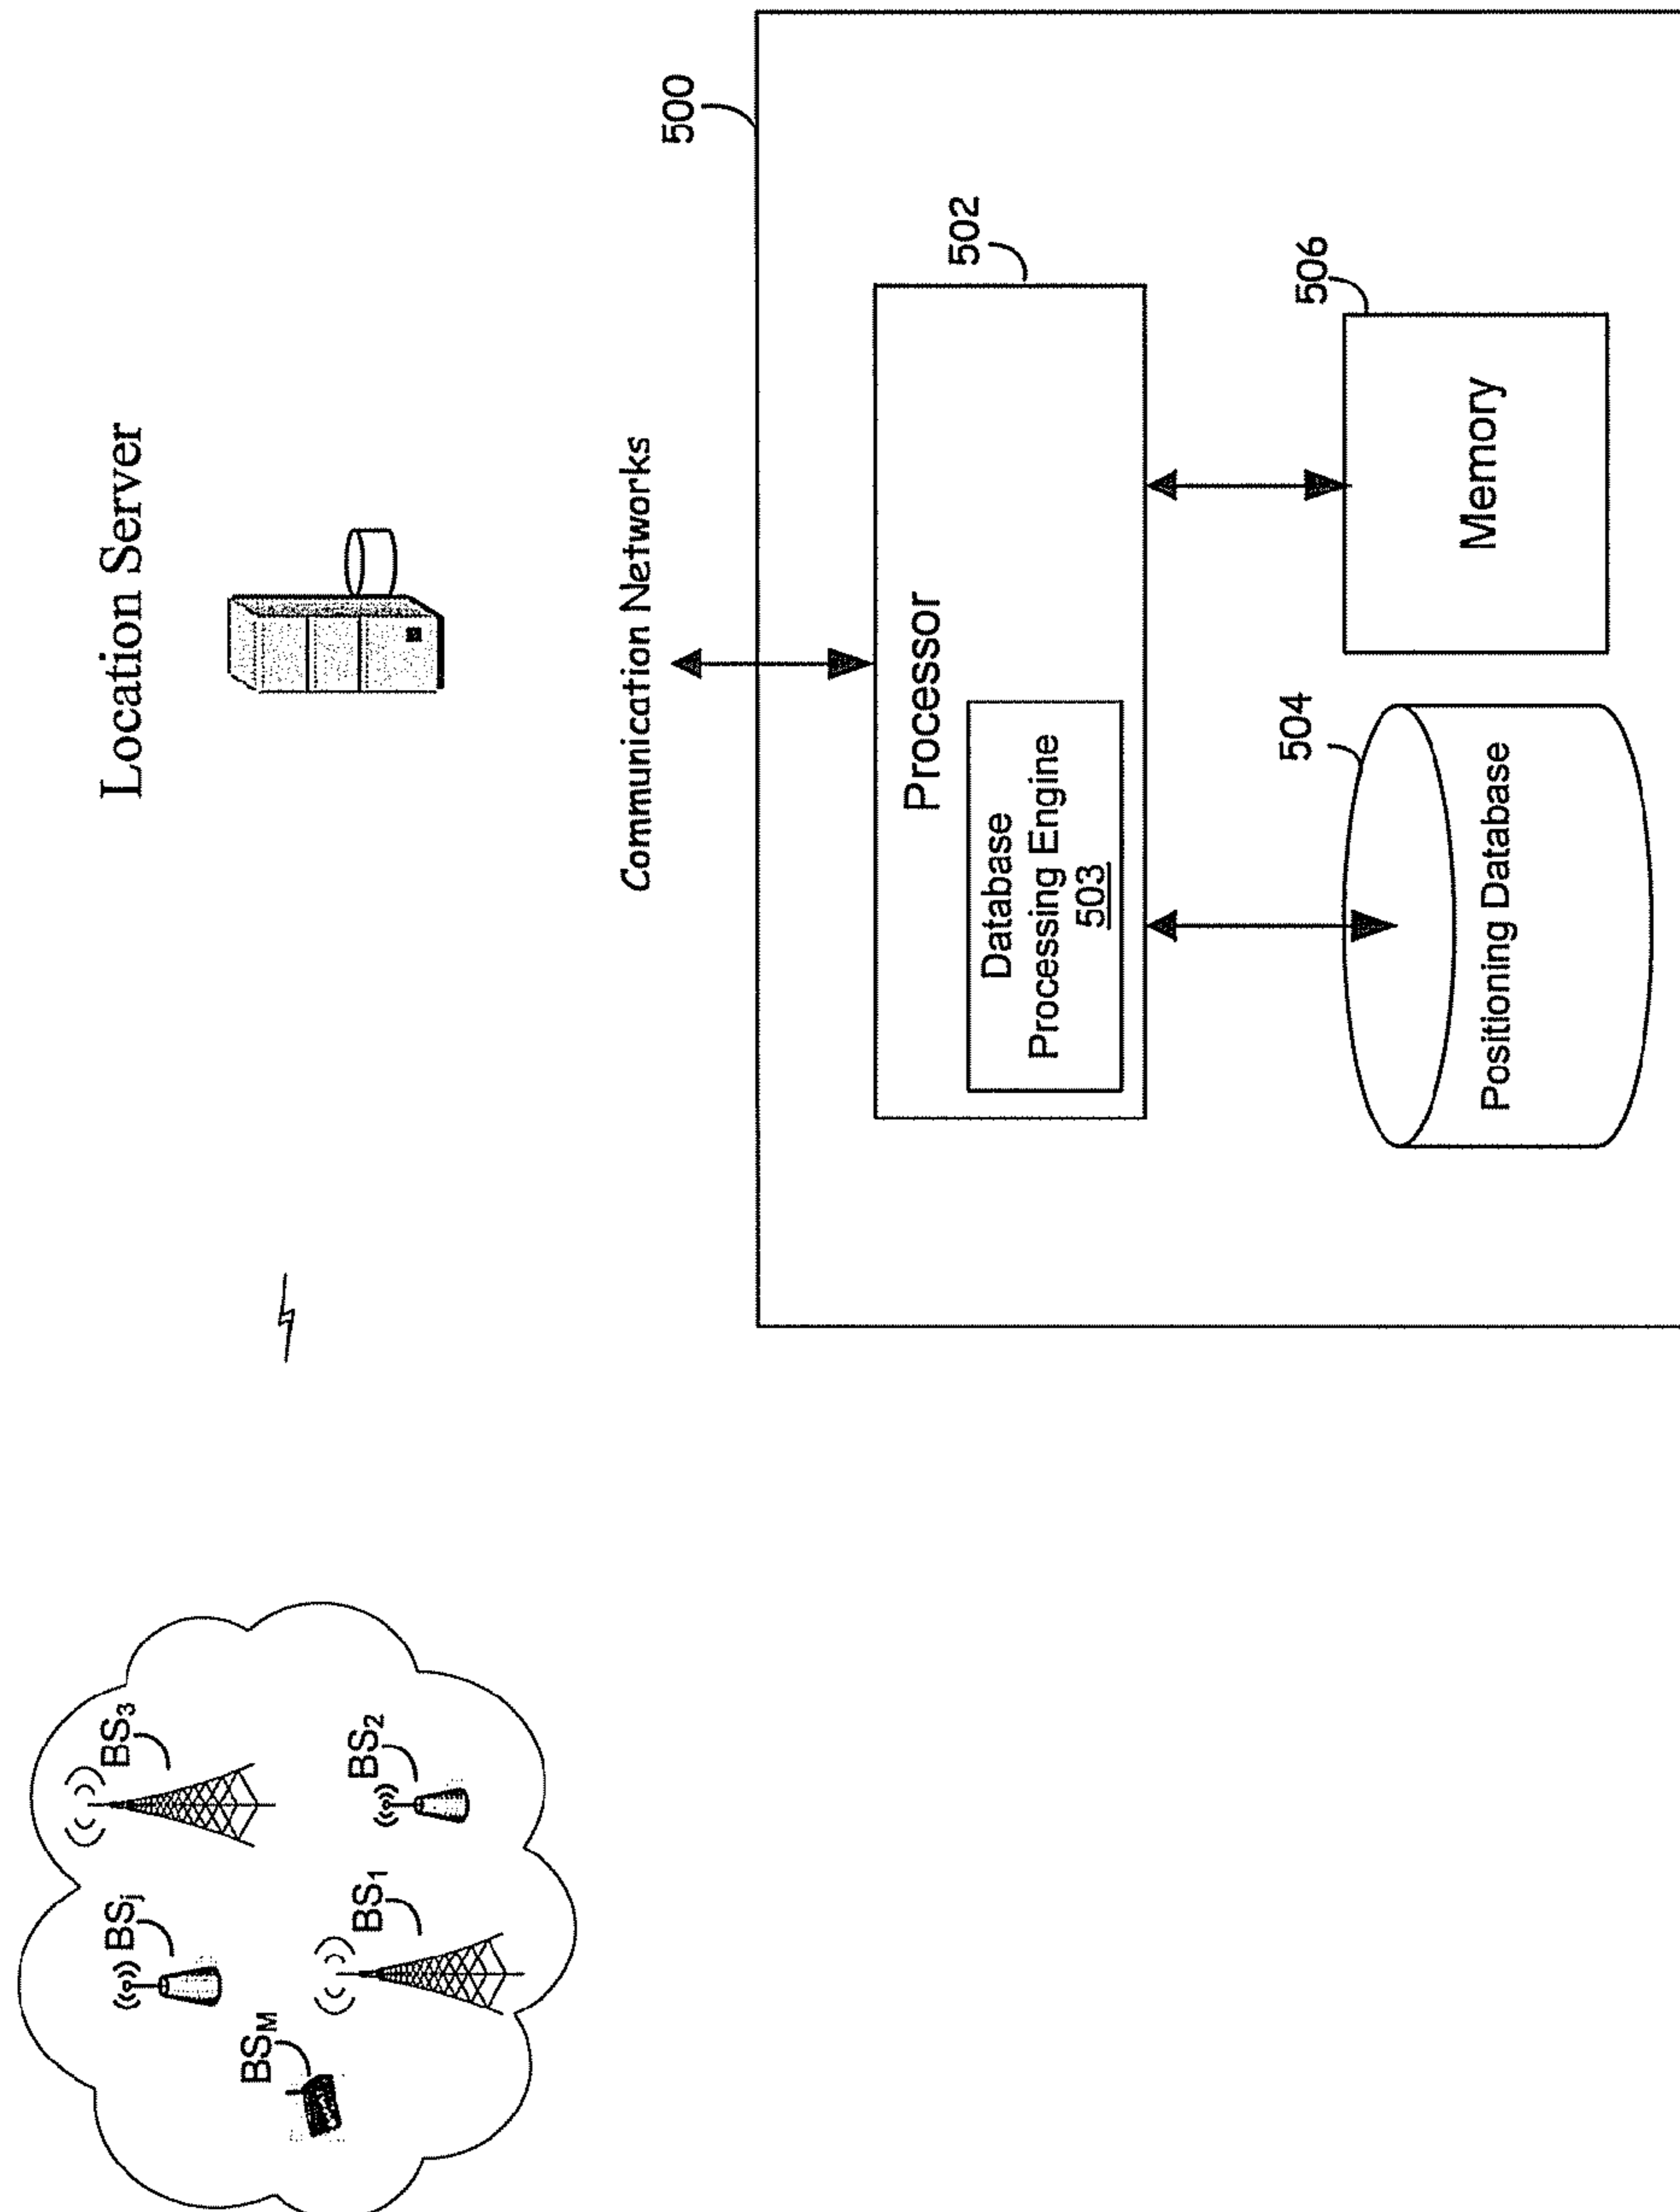 Location Server
BSM
BSj
BS3
BS1
BS2
Communication Networks
500
Processor
502
Database
Processing Engine
503
504
506
Positioning Database
Memory